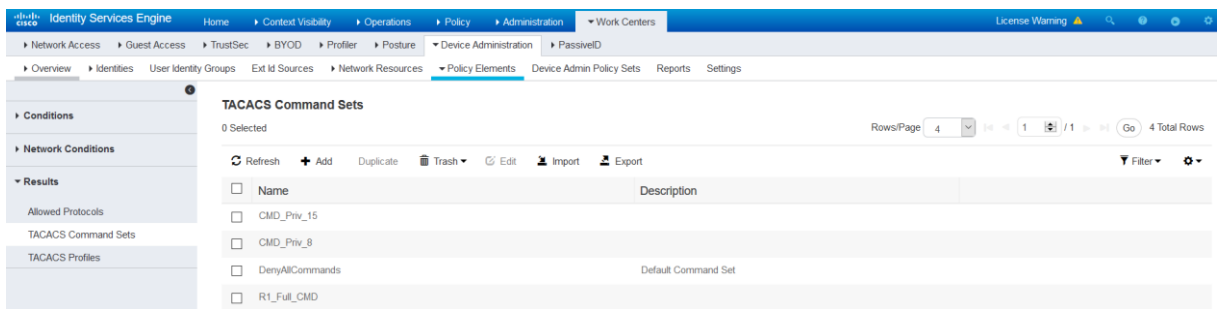 cisco Identity Services Engine Home Context Visibility Operations Policy Administration Work Centers License Warning
Network Access Guest Access TrustSec BYOD Profiler Posture Device Administration PassiveID
Overview Identities User Identity Groups Ext Id Sources Network Resources Policy Elements Device Admin Policy Sets Reports Settings
Conditions
Network Conditions
Results
Allowed Protocols
TACACS Command Sets
TACACS Profiles
TACACS Command Sets
0 Selected
Rows/Page 4 1 / 1 Go 4 Total Rows
Refresh Add Duplicate Trash Edit Import Export Filter
Name Description
CMD_Priv_15
CMD_Priv_8
DenyAllCommands Default Command Set
R1_Full_CMD